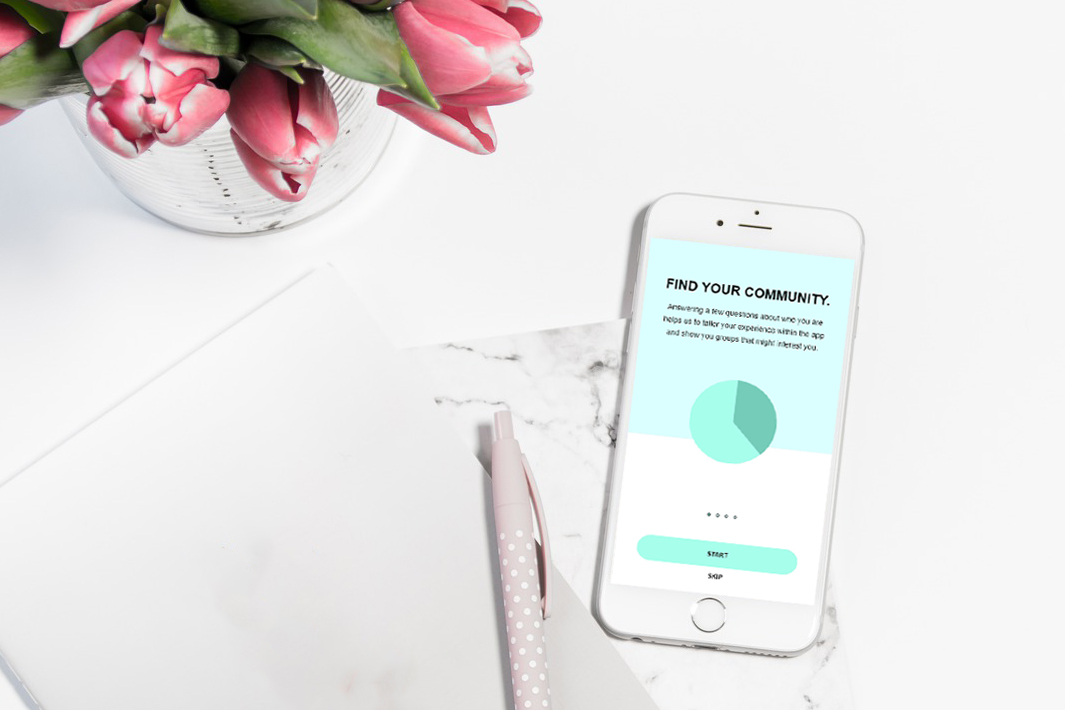 FIND YOUR COMMUNITY.
Answering a few questions about who you are
helps us to tailor your experience within the app
and show you groups that might interest you.
START
SKIP